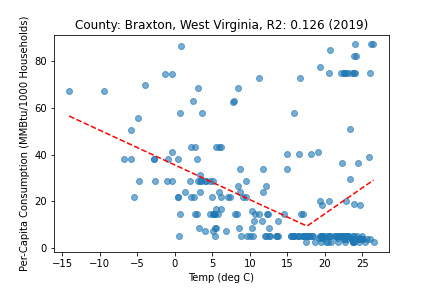 County: Braxton, West Virginia, R2: 0.126 (2019)
Per-Capita Consumption (MMBtu/1000 Households)
80
60
40
20
0
−15 −10 −5 0 5 10 15 20 25
Temp (deg C)